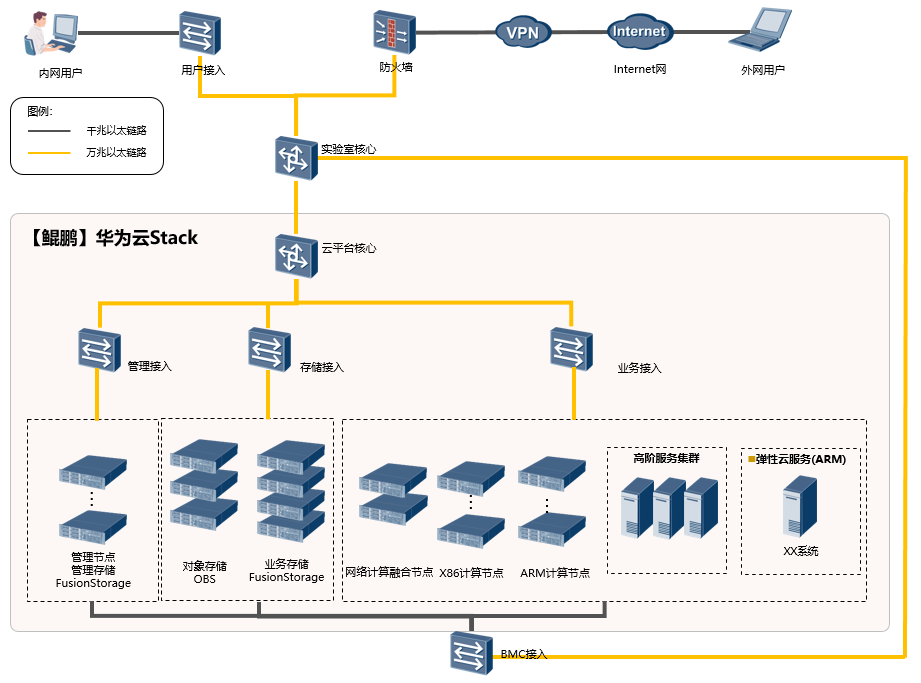 VPN
Internet
内网用户
用户接入
防火墙
Internet网
外网用户
图例:
千兆以太链路
万兆以太链路
实验室核心
【鲲鹏】华为云Stack
云平台核心
管理接入
存储接入
业务接入
高阶服务集群
弹性云服务(ARM)
XX系统
管理节点
管理存储
FusionStorage
对象存储
OBS
业务存储
FusionStorage
网络计算融合节点
X86计算节点
ARM计算节点
BMC接入